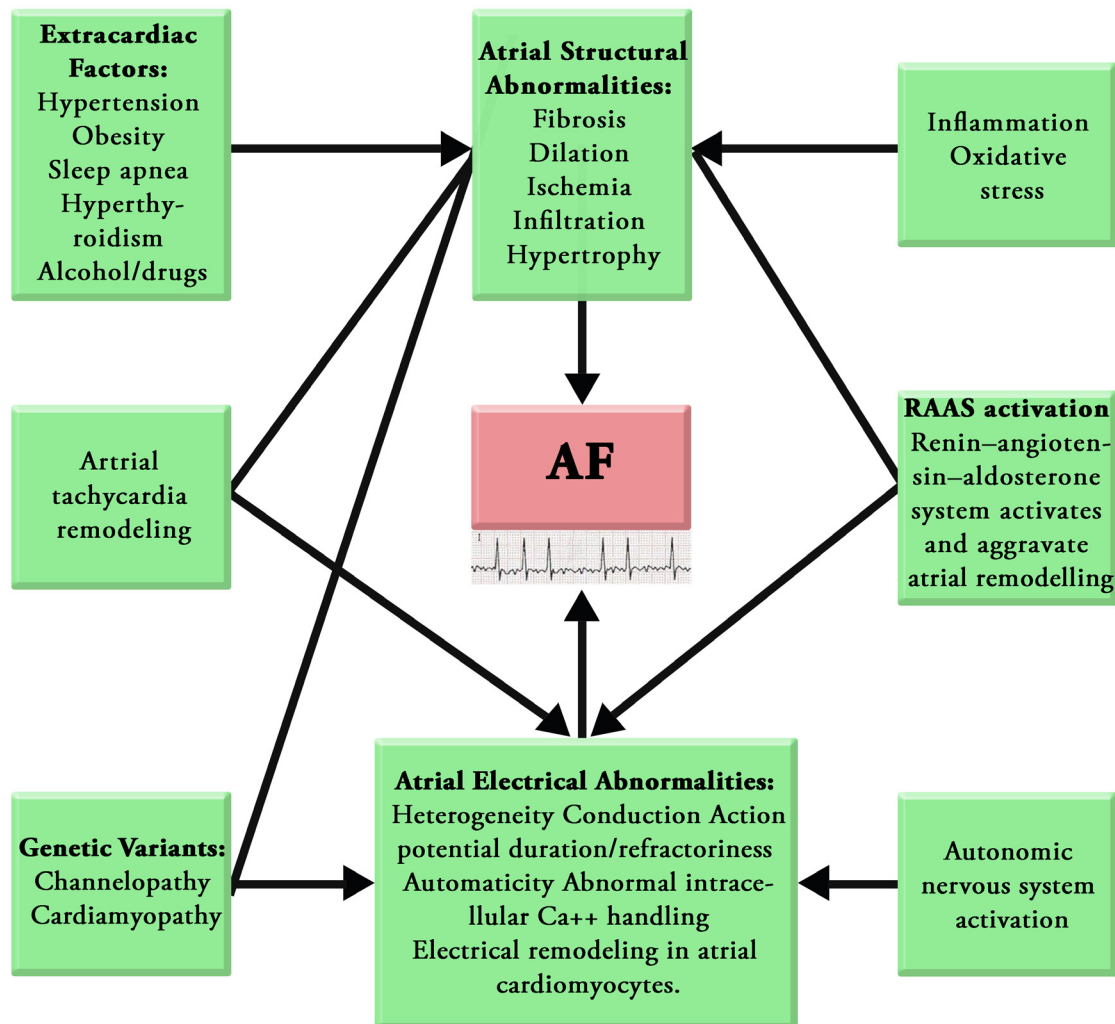 Extracardiac
Factors:
Hypertension
Obesity
Sleep apnea
Hyperthy-
roidism
Alcohol/drugs
Atrial Structural
Abnormalities:
Fibrosis
Dilation
Ischemia
Infiltration
Hypertrophy
Inflammation
Oxidative
stress
Artrial
tachycardia
remodeling
AF
I
RAAS activation
Renin–angioten-
sin–aldosterone
system activates
and aggravate
atrial remodelling
Genetic Variants:
Channelopathy
Cardiamyopathy
Atrial Electrical Abnormalities:
Heterogeneity Conduction Action
potential duration/refractoriness
Automaticity Abnormal intrace-
llular Ca++ handling
Electrical remodeling in atrial
cardiomyocytes.
Autonomic
nervous system
activation